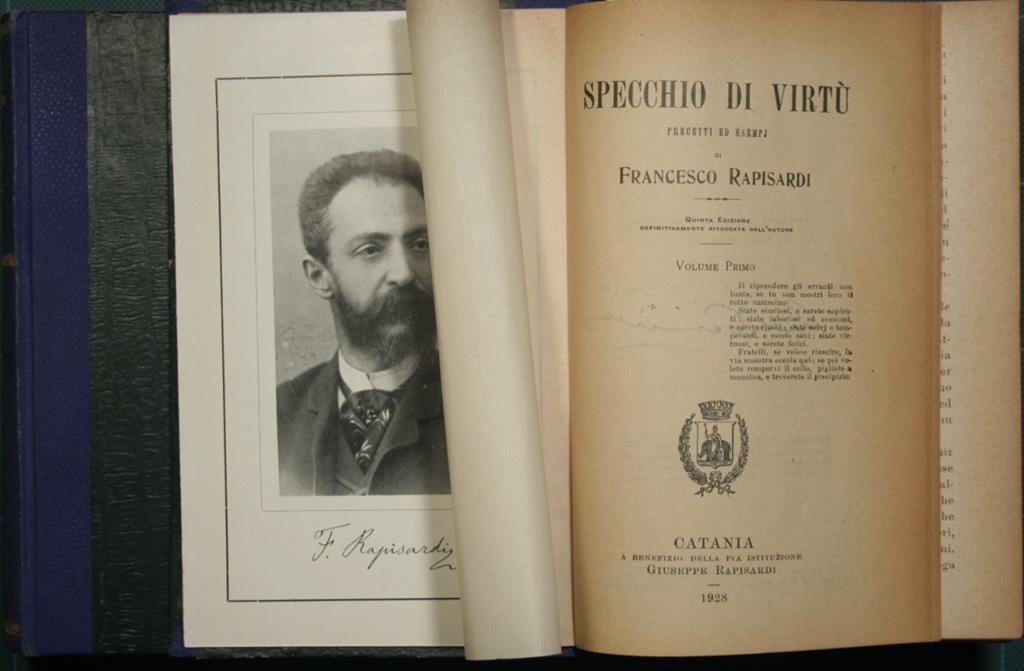 F. Rapisardi
SPECCHIO DI VIRTÙ
PRECETTI ED ESEMPJ
DI
FRANCESCO RAPISARDI
QUINTA EDIZIONE
DEFINITIVAMENTE RITOCCATA DALL'AUTORE
VOLUME PRIMO
Il riprendere gli erranti non
basta, se tu non mostri loro il
retto cammino:
Siate studiosi, e sarete sapien-
ti; siate laboriosi ed economi,
e sarete ricchi; siate sobri e tem-
peranti, e sarete sani; siate vir-
tuosi, e sarete felici.
Fratelli, se volete riuscire, la
via maestra eccola qui: se poi vo-
lete rompervi il collo, pigliate a
mancina, e troverete il precipizio.
CATANIA
A BENEFIZIO DELLA PIA ISTITUZIONE
GIUSEPPE RAPISARDI
1928